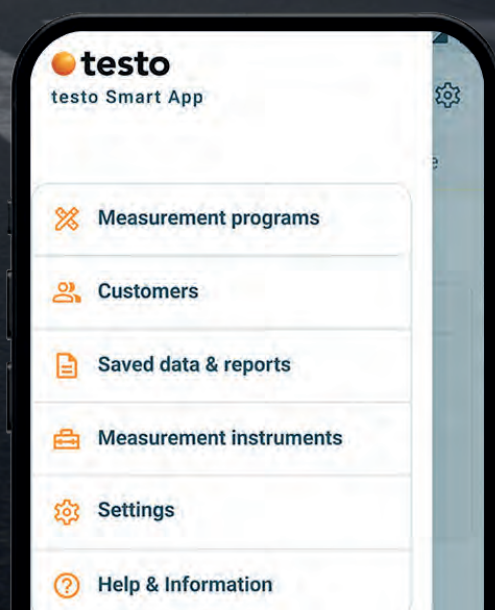 testo
testo Smart App
Measurement programs
Customers
Saved data & reports
Measurement instruments
Settings
Help & Information